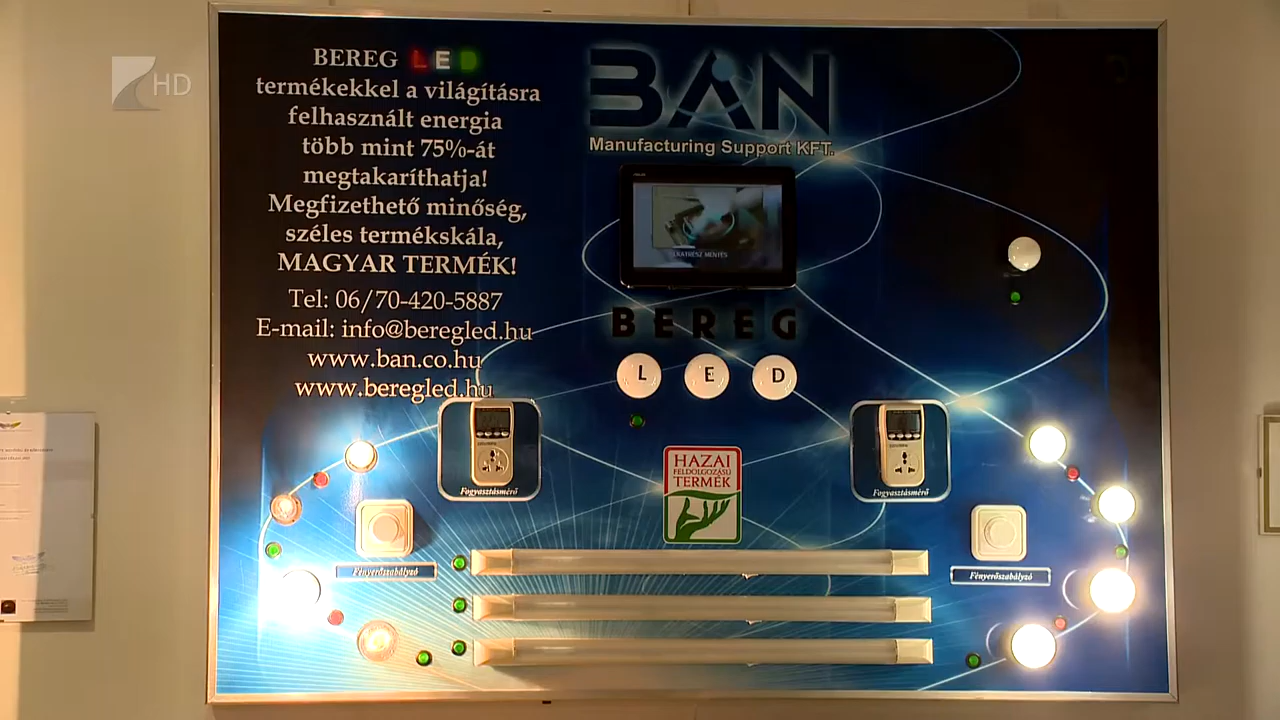 HD
BEREG LED
termékekkel a világításra
felhasznált energia
több mint 75%-át
megtakaríthatja!
Megfizethető minőség,
széles termékskála,
MAGYAR TERMÉK!
Tel: 06/70-420-5887
E-mail: info@beregled.hu
www.ban.co.hu
www.beregled.hu
BAN
Manufacturing Support KFT.
BEREG
L E D
HAZAI
FELDOLGOZÁSÚ
TERMÉK
Fogyasztásmérő
Fogyasztásmérő
Fényerőszabályzó
Fényerőszabályzó